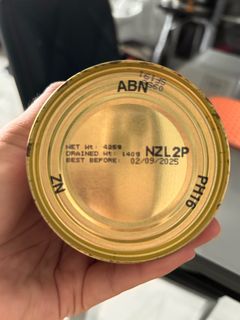 ABN
NET Wt: 425g
DRAINED Wt: 140g NZL2P
BEST BEFORE: 02/09/2025
ZN
PH16